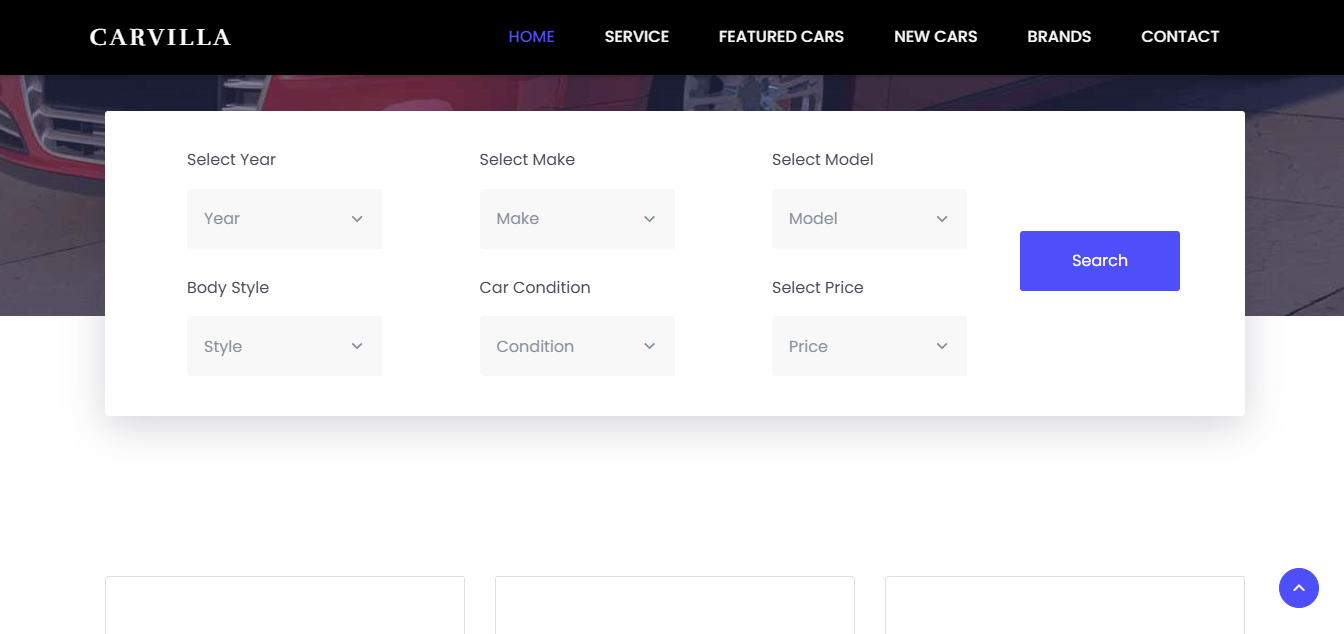 CARVILLA
HOME SERVICE FEATURED CARS NEW CARS BRANDS CONTACT
Select Year Select Make Select Model
Year Make Model
Search
Body Style Car Condition Select Price
Style Condition Price